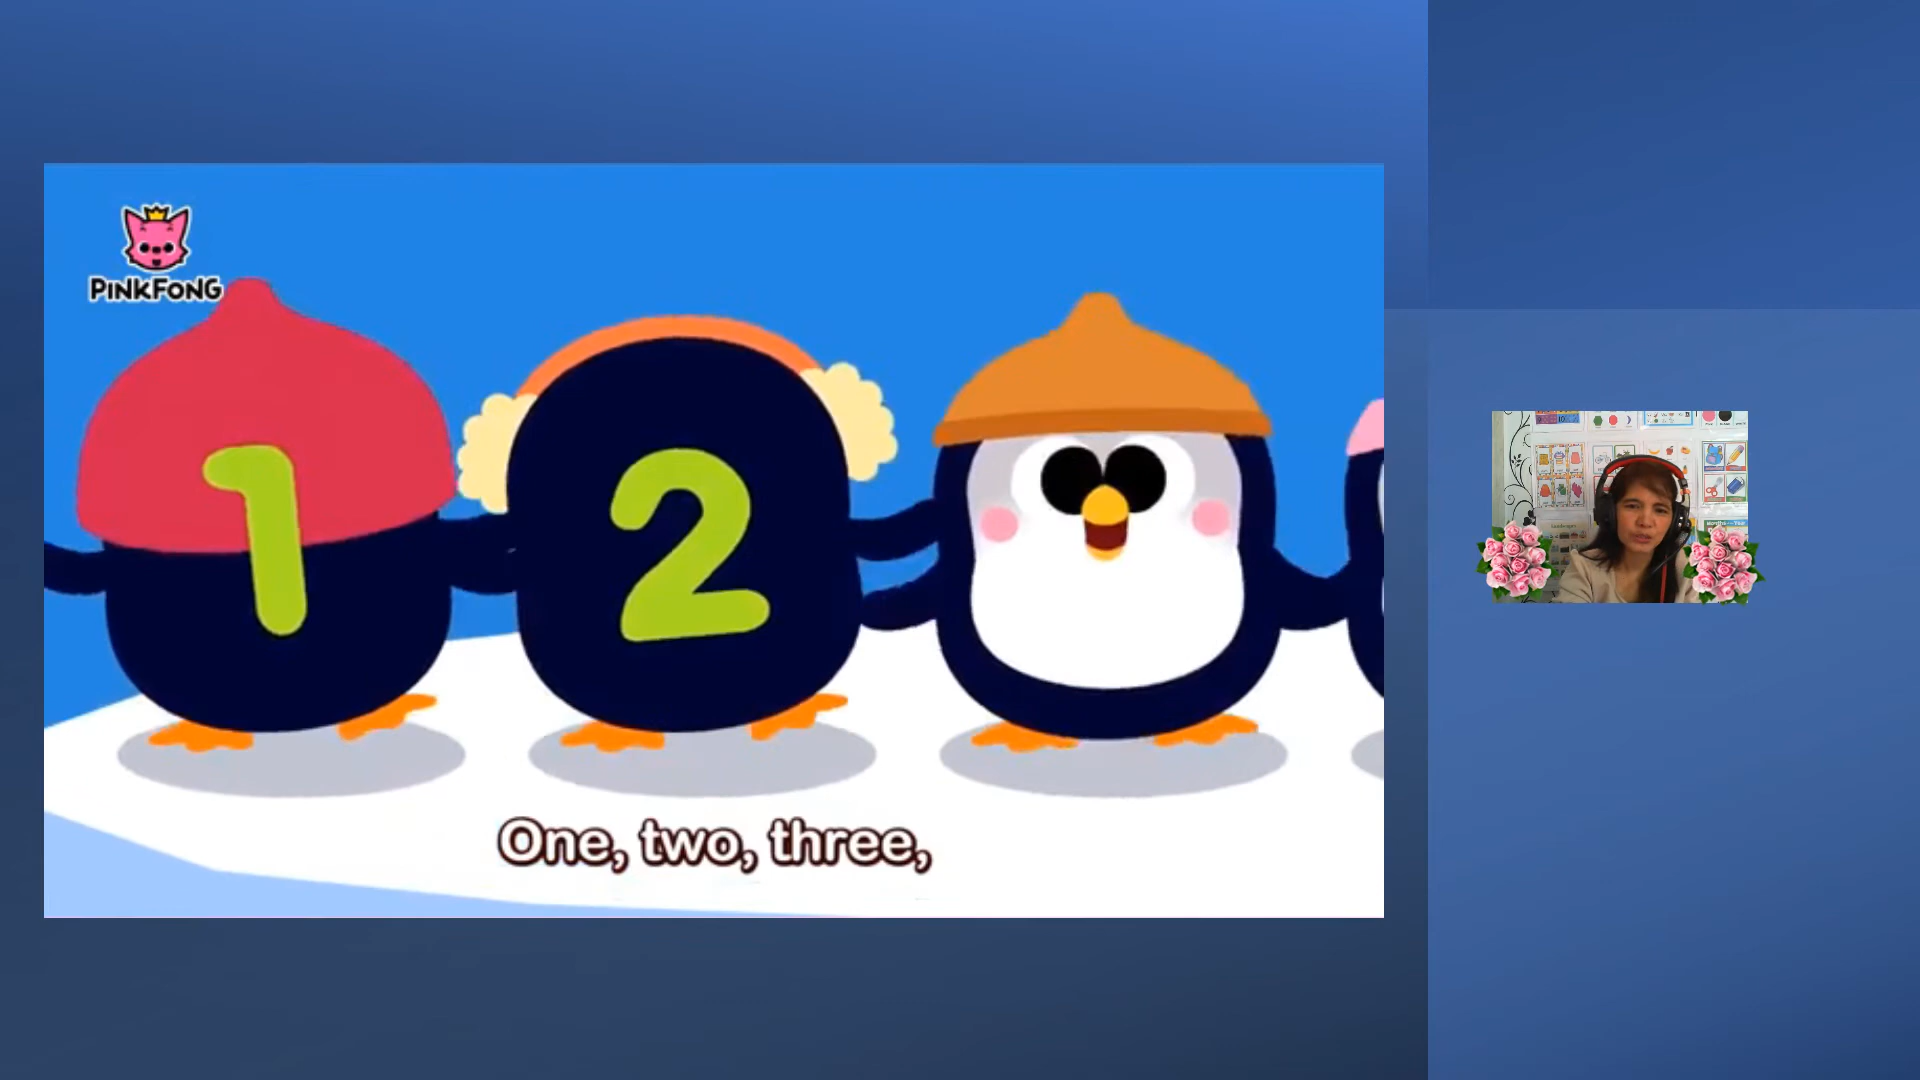 PINKFONG
1
2
One, two, three,